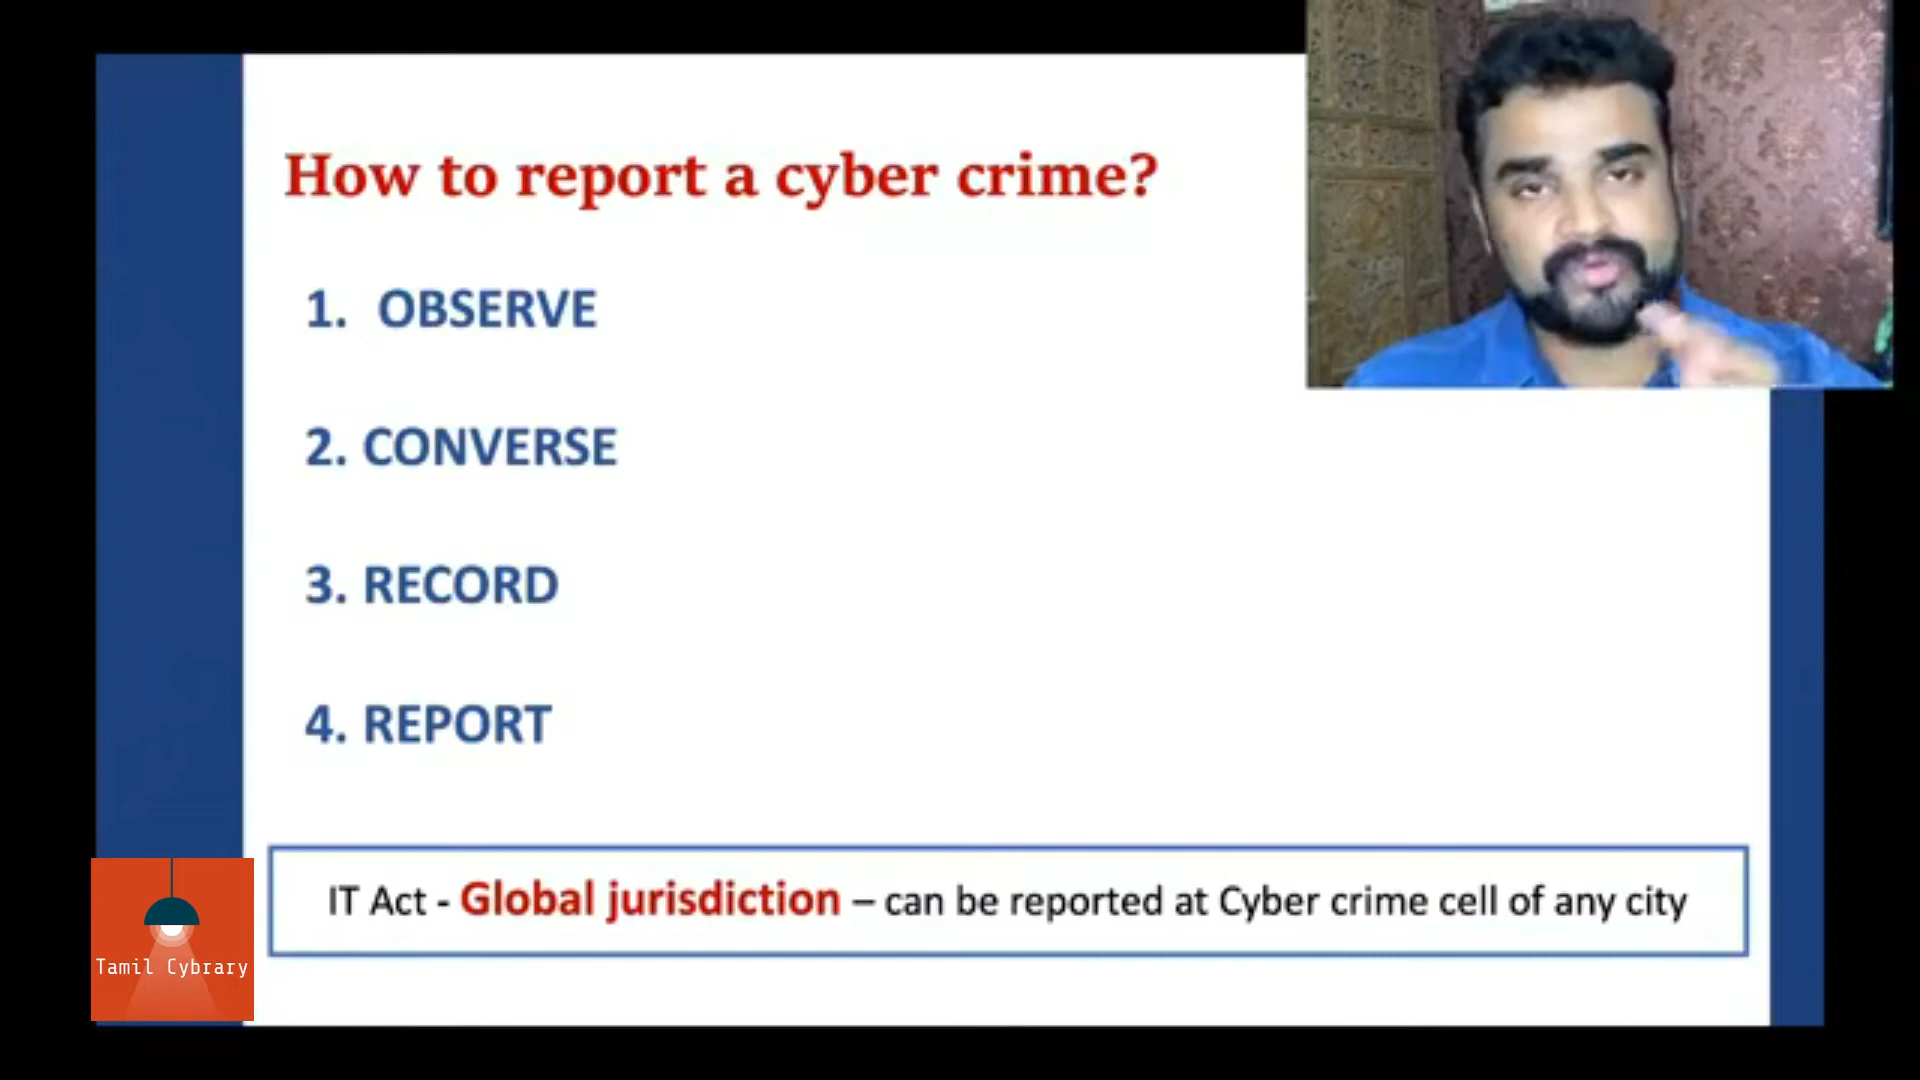 How to report a cyber crime?
1. OBSERVE
2. CONVERSE
3. RECORD
4. REPORT
IT Act - Global jurisdiction – can be reported at Cyber crime cell of any city
Tamil Cybrary